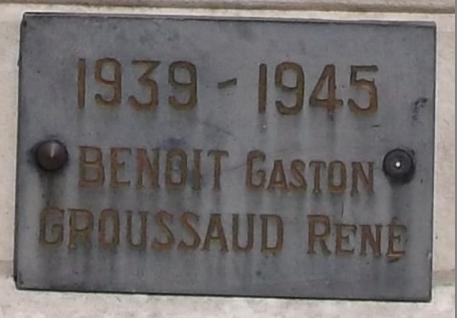 1939 - 1945
BENOIT GASTON
GROUSSAUD RENÉ